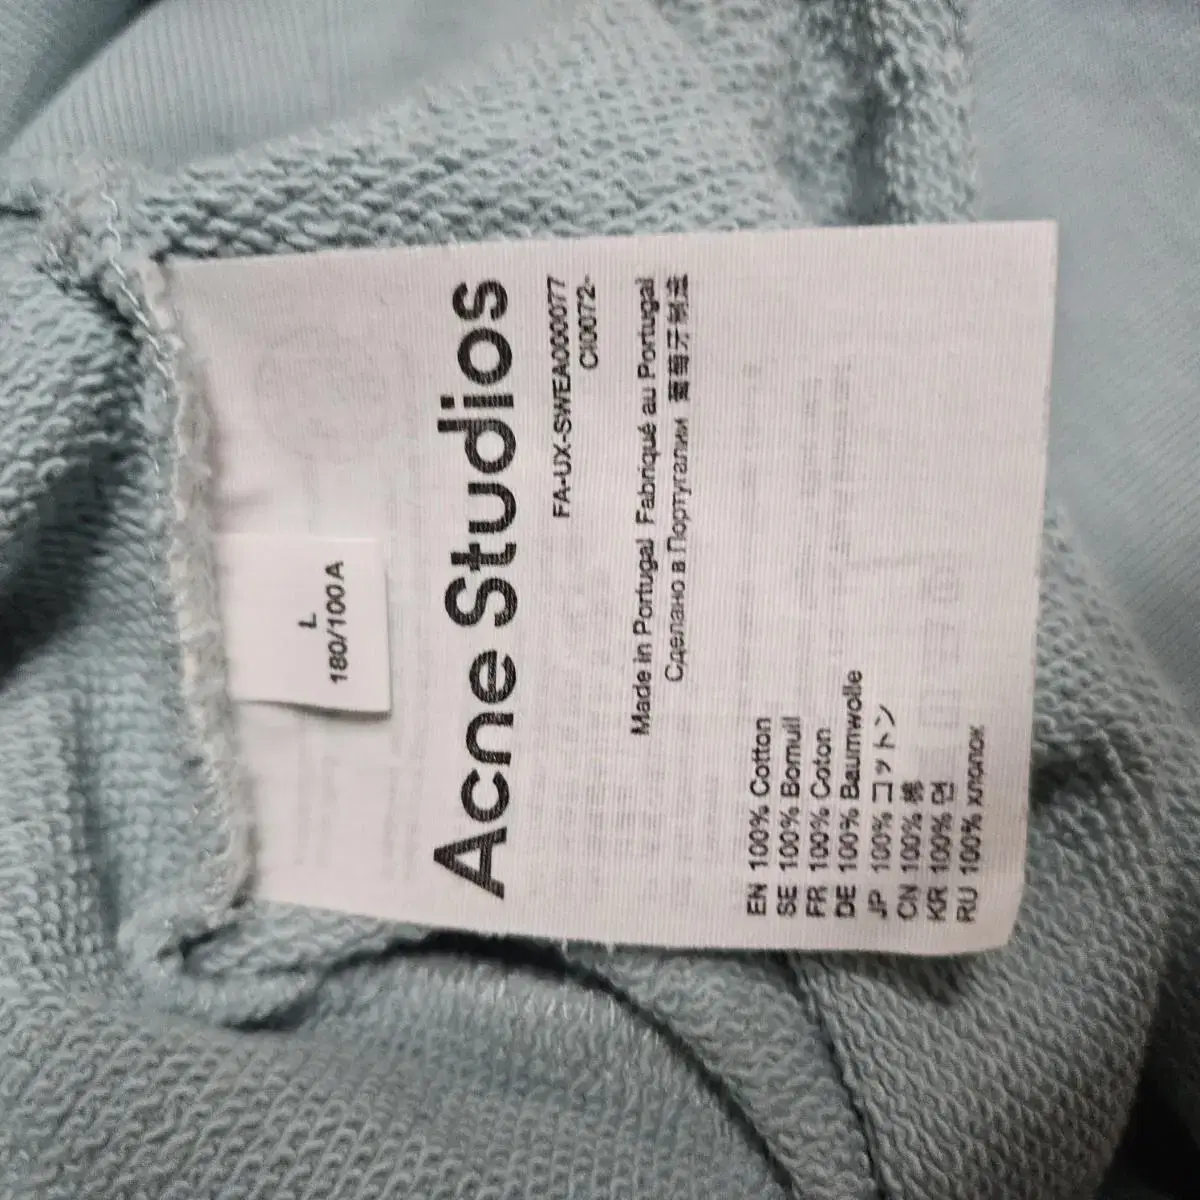 L
180/100A
Acne Studios
FA-UX-SWEA000077
CI0072-
Made in Portugal Fabriqué au Portugal
Сделано в Португалии 葡萄牙制造
EN 100% Cotton
SE 100% Bomull
FR 100% Coton
DE 100% Baumwolle
JP 100% コットン
CN 100% 棉
KR 100% 면
RU 100% хлопок